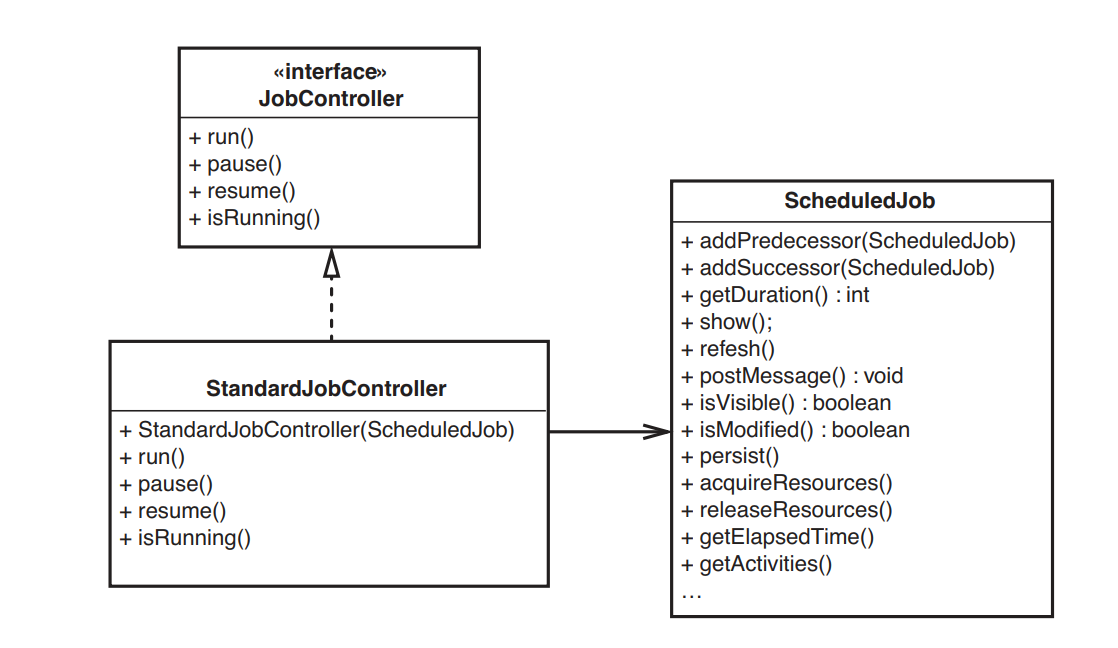 «interface»
JobController
+ run()
+ pause()
+ resume()
+ isRunning()
StandardJobController
+ StandardJobController(ScheduledJob)
+ run()
+ pause()
+ resume()
+ isRunning()
ScheduledJob
+ addPredecessor(ScheduledJob)
+ addSuccessor(ScheduledJob)
+ getDuration() : int
+ show();
+ refesh()
+ postMessage() : void
+ isVisible() : boolean
+ isModified() : boolean
+ persist()
+ acquireResources()
+ releaseResources()
+ getElapsedTime()
+ getActivities()
...